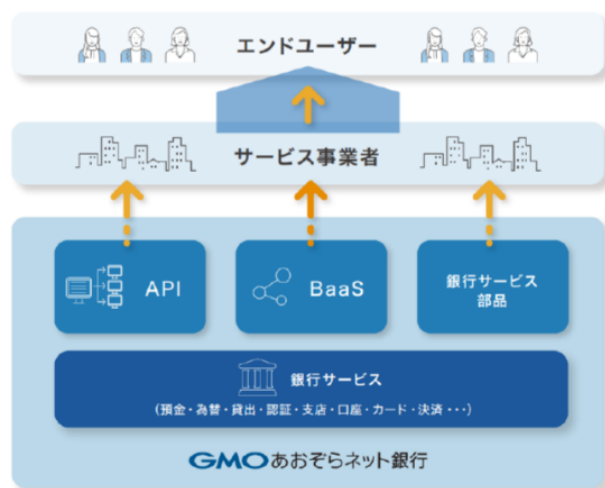 エンドユーザー
サービス事業者
API
BaaS
銀行サービス
部品
銀行サービス
(預金・為替・貸出・認証・支店・口座・カード・決済・・・)
GMOあおぞらネット銀行